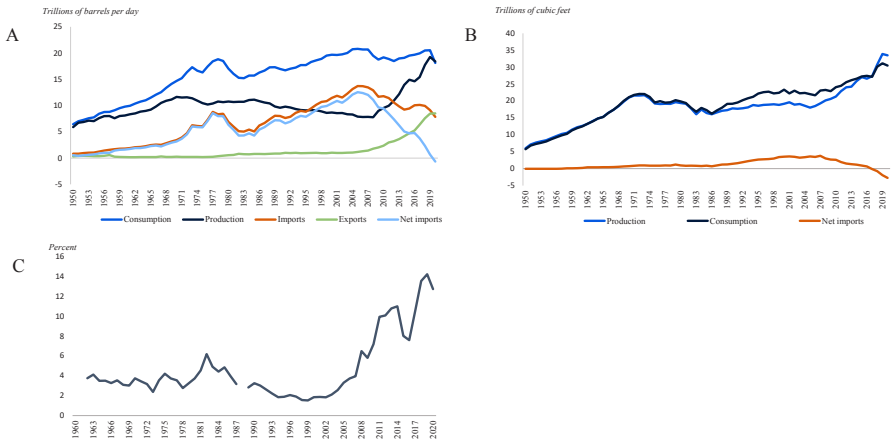 Trillions of barrels per day
A
25
20
15
10
5
0
-5
1950 1953 1956 1959 1962 1965 1968 1971 1974 1977 1980 1983 1986 1989 1992 1995 1998 2001 2004 2007 2010 2013 2016 2019
Consumption Production Imports Exports Net imports
Trillions of cubic feet
B
40
35
30
25
20
15
10
5
0
-5
1950 1953 1956 1959 1962 1965 1968 1971 1974 1977 1980 1983 1986 1989 1992 1995 1998 2001 2004 2007 2010 2013 2016 2019
Production Consumption Net imports
Percent
C
16
14
12
10
8
6
4
2
0
1960 1963 1966 1969 1972 1975 1978 1981 1984 1987 1990 1993 1996 1999 2002 2005 2008 2011 2014 2017 2020